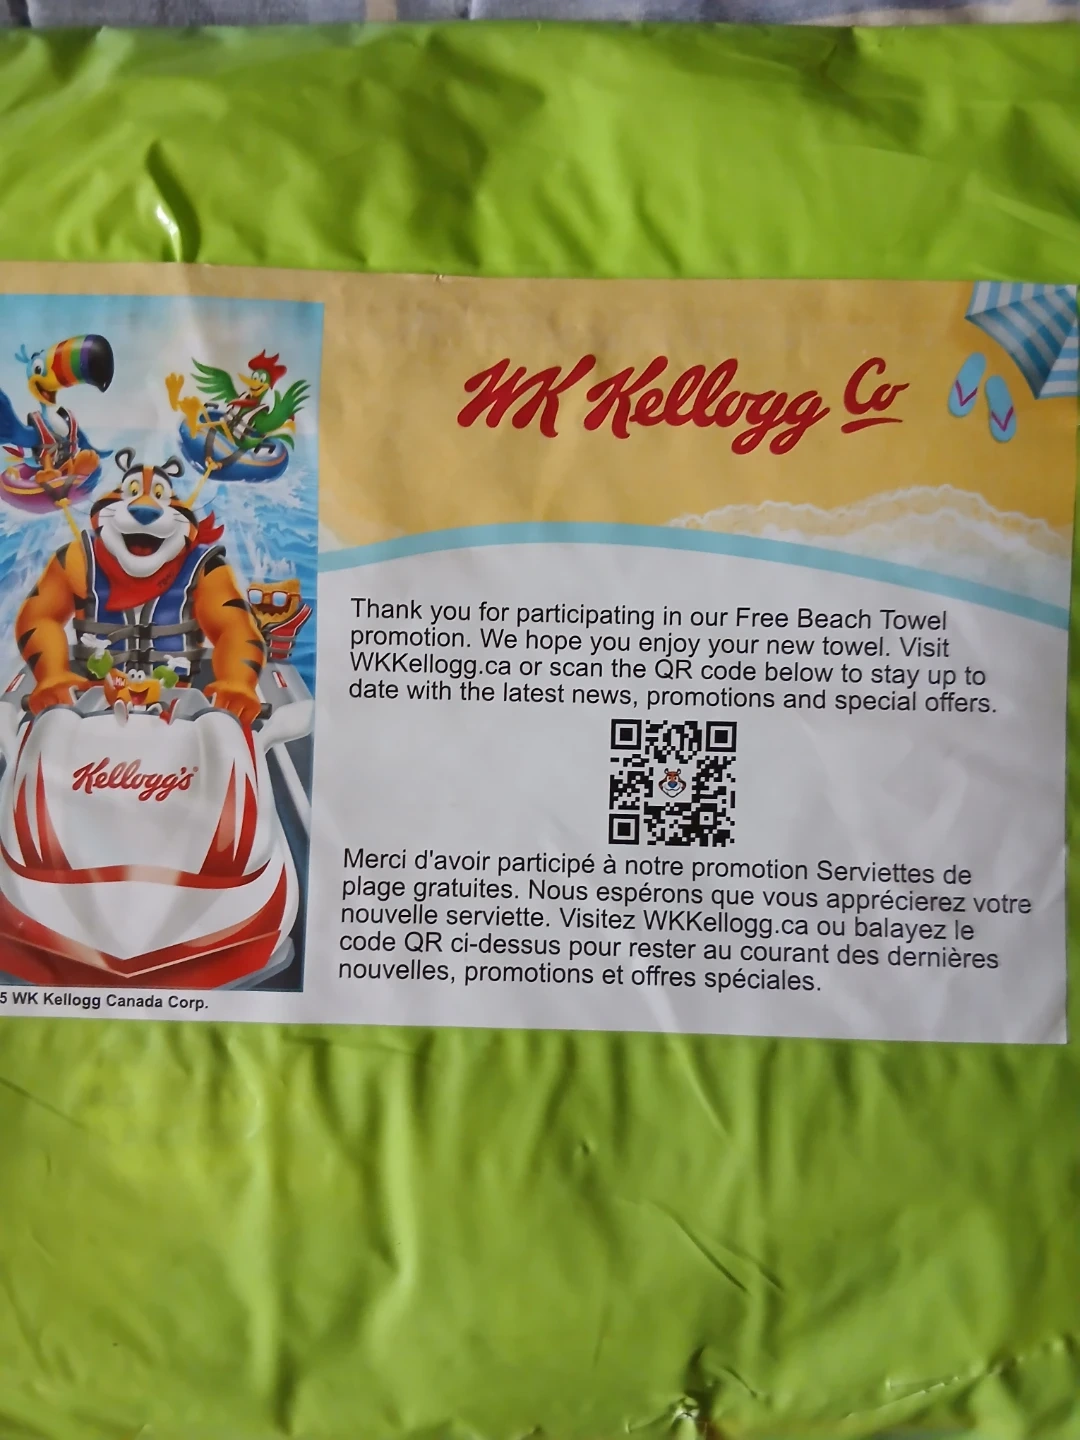 WK Kellogg Co
Thank you for participating in our Free Beach Towel
promotion. We hope you enjoy your new towel. Visit
WKKellogg.ca or scan the QR code below to stay up to
date with the latest news, promotions and special offers.
Kellogg's®
Merci d'avoir participé à notre promotion Serviettes de
plage gratuites. Nous espérons que vous apprécierez votre
nouvelle serviette. Visitez WKKellogg.ca ou balayez le
code QR ci-dessus pour rester au courant des dernières
nouvelles, promotions et offres spéciales.
5 WK Kellogg Canada Corp.